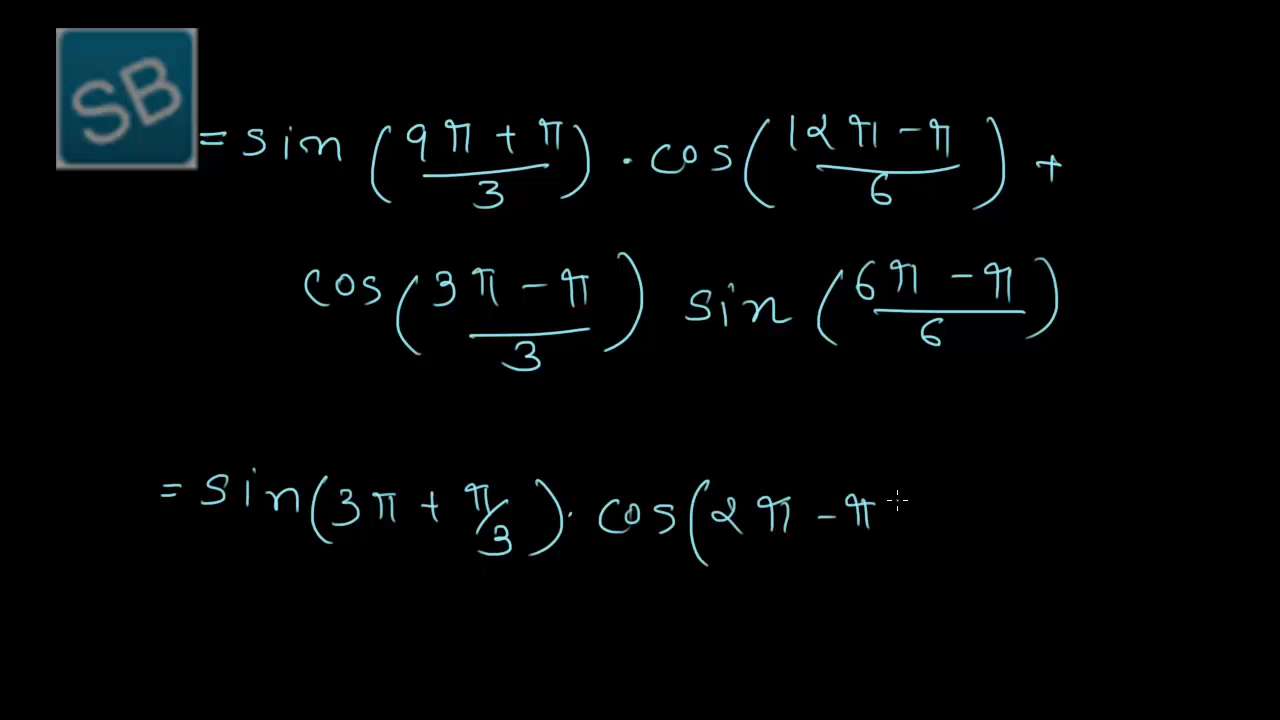 SB
= sin (9π + π / 3) . cos (12π - π / 6) +
cos (3π - π / 3) sin (6π - π / 6)
= sin (3π + π/3) . cos (2π - π